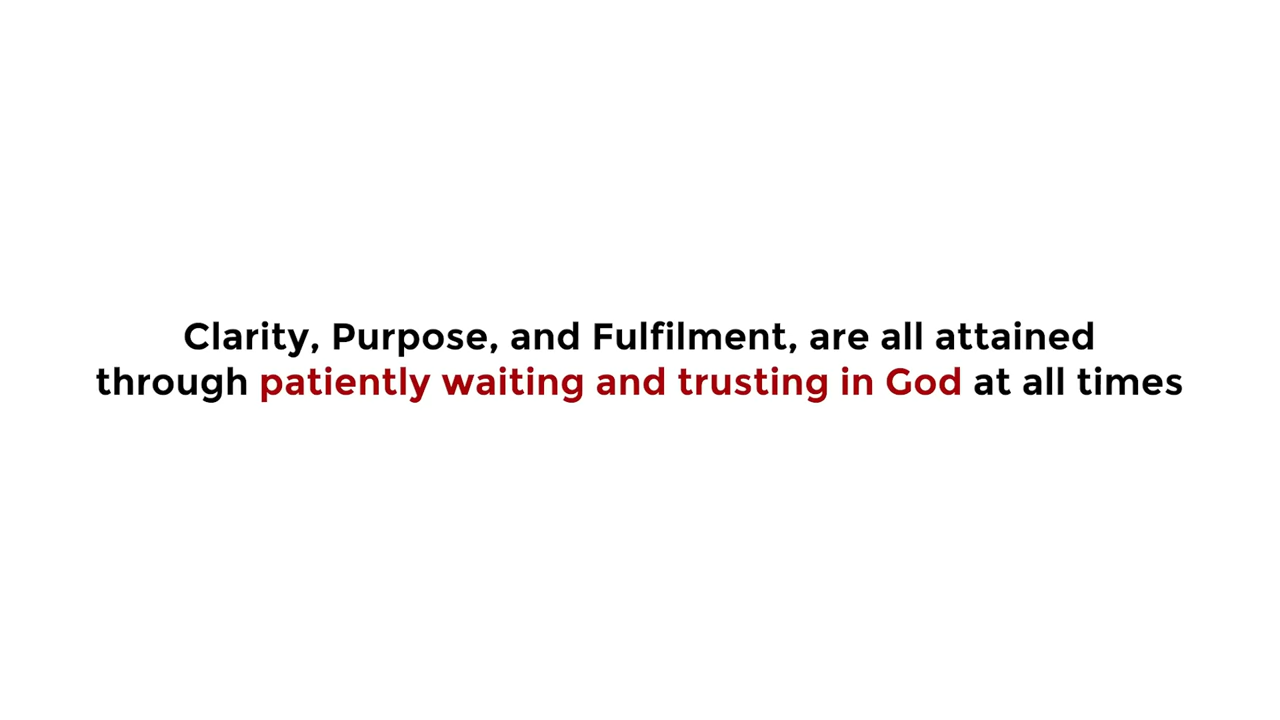 Clarity, Purpose, and Fulfilment, are all attained
through patiently waiting and trusting in God at all times